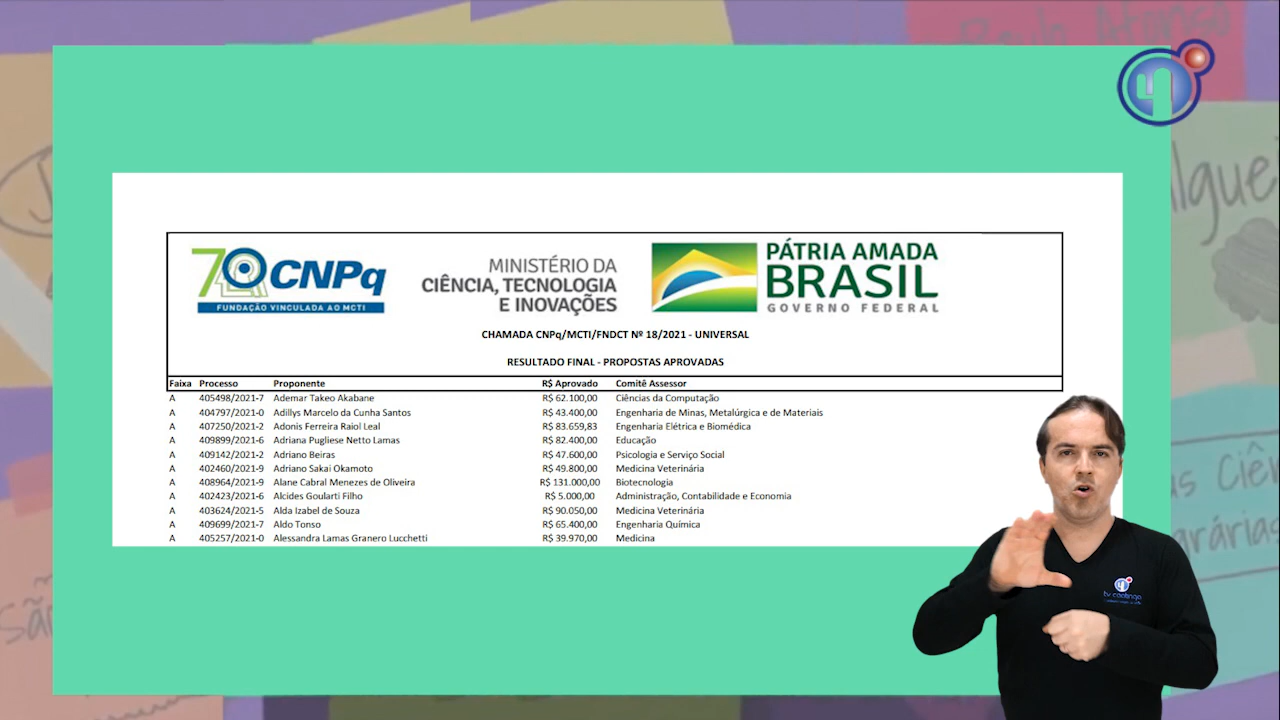 Paulo Afonso
70 CNPq
FUNDAÇÃO VINCULADA AO MCTI
MINISTÉRIO DA
CIÊNCIA, TECNOLOGIA
E INOVAÇÕES
PÁTRIA AMADA
BRASIL
GOVERNO FEDERAL
CHAMADA CNPq/MCTI/FNDCT Nº 18/2021 - UNIVERSAL
RESULTADO FINAL - PROPOSTAS APROVADAS
Faixa Processo Proponente R$ Aprovado Comitê Assessor
A 405498/2021-7 Ademar Takeo Akabane R$ 62.100,00 Ciências da Computação
A 404797/2021-0 Adillys Marcelo da Cunha Santos R$ 43.400,00 Engenharia de Minas, Metalúrgica e de Materiais
A 407250/2021-2 Adonis Ferreira Raiol Leal R$ 83.659,83 Engenharia Elétrica e Biomédica
A 409899/2021-6 Adriana Pugliese Netto Lamas R$ 82.400,00 Educação
A 409142/2021-2 Adriano Beiras R$ 47.600,00 Psicologia e Serviço Social
A 402460/2021-9 Adriano Sakai Okamoto R$ 49.800,00 Medicina Veterinária
A 408964/2021-9 Alane Cabral Menezes de Oliveira R$ 131.000,00 Biotecnologia
A 402423/2021-6 Alcides Goularti Filho R$ 5.000,00 Administração, Contabilidade e Economia
A 403624/2021-5 Alda Izabel de Souza R$ 90.050,00 Medicina Veterinária
A 409699/2021-7 Aldo Tonso R$ 65.400,00 Engenharia Química
A 405257/2021-0 Alessandra Lamas Granero Lucchetti R$ 39.970,00 Medicina
tv caatinga